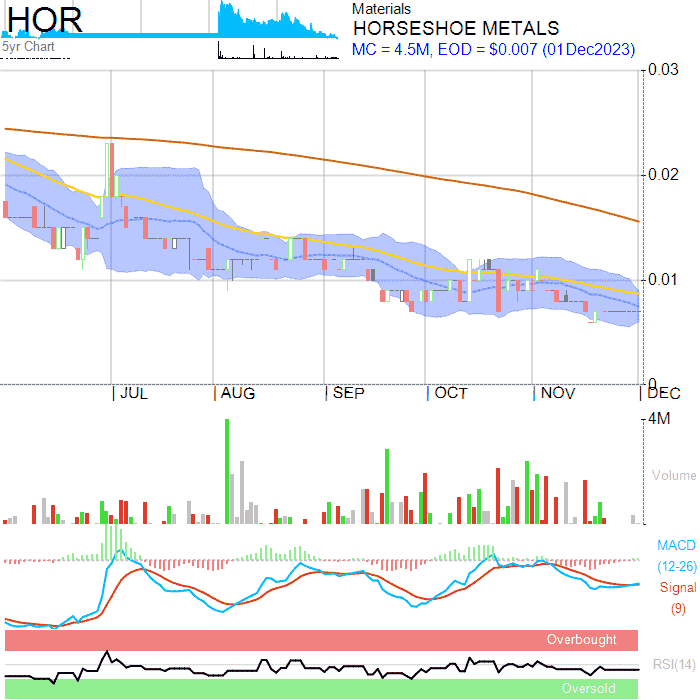 HOR
5yr Chart
Materials
HORSESHOE METALS
MC = 4.5M, EOD = $0.007 (01Dec2023)
0.03
0.02
0.01
0
JUL AUG SEP OCT NOV DEC
4M
Volume
MACD
(12-26)
Signal
(9)
Overbought
RSI(14)
Oversold